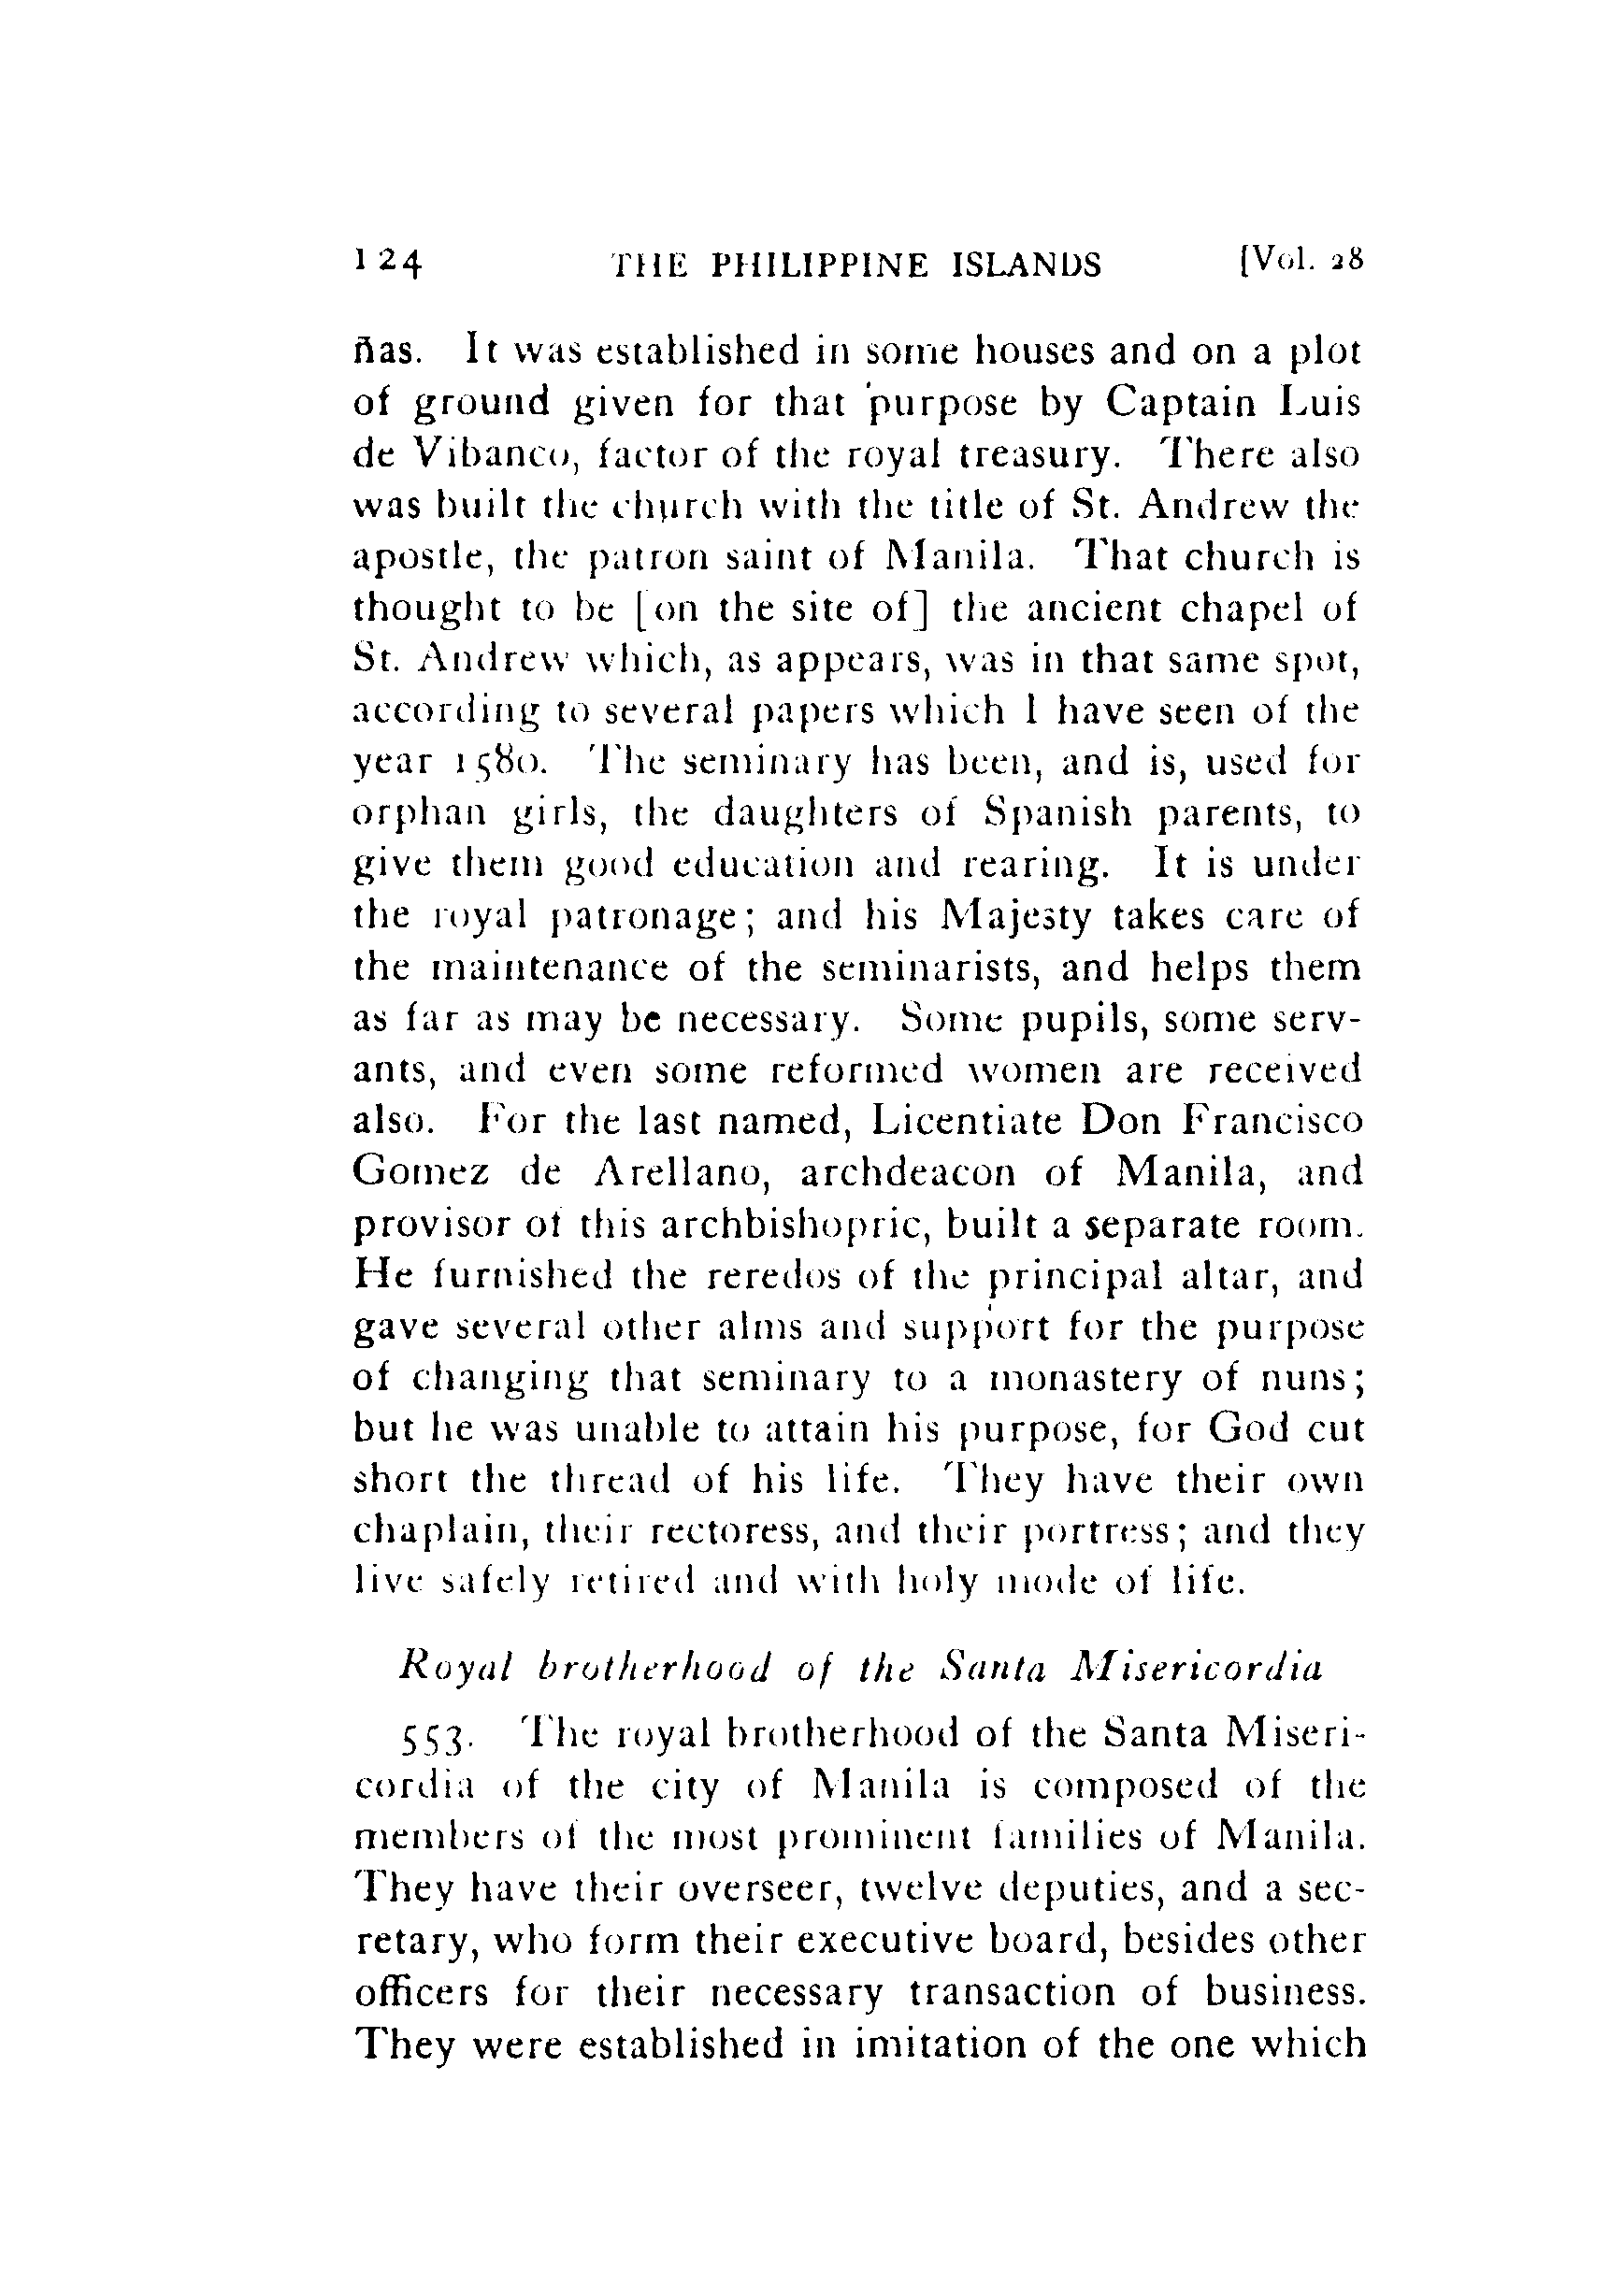 124 THE PHILIPPINE ISLANDS [Vol. 28
ñas. It was established in some houses and on a plot
of ground given for that purpose by Captain Luis
de Vibanco, factor of the royal treasury. There also
was built the church with the title of St. Andrew the
apostle, the patron saint of Manila. That church is
thought to be [on the site of] the ancient chapel of
St. Andrew which, as appears, was in that same spot,
according to several papers which I have seen of the
year 1580. The seminary has been, and is, used for
orphan girls, the daughters of Spanish parents, to
give them good education and rearing. It is under
the royal patronage; and his Majesty takes care of
the maintenance of the seminarists, and helps them
as far as may be necessary. Some pupils, some serv-
ants, and even some reformed women are received
also. For the last named, Licentiate Don Francisco
Gomez de Arellano, archdeacon of Manila, and
provisor of this archbishopric, built a separate room.
He furnished the reredos of the principal altar, and
gave several other alms and support for the purpose
of changing that seminary to a monastery of nuns;
but he was unable to attain his purpose, for God cut
short the thread of his life. They have their own
chaplain, their rectoress, and their portress; and they
live safely retired and with holy mode of life.
Royal brotherhood of the Santa Misericordia
553. The royal brotherhood of the Santa Miseri-
cordia of the city of Manila is composed of the
members of the most prominent families of Manila.
They have their overseer, twelve deputies, and a sec-
retary, who form their executive board, besides other
officers for their necessary transaction of business.
They were established in imitation of the one which